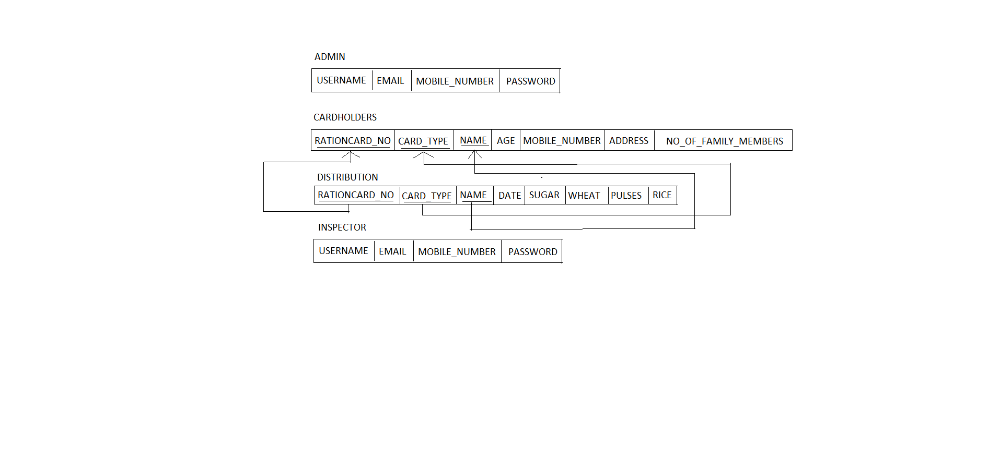 ADMIN
USERNAME EMAIL MOBILE_NUMBER PASSWORD
CARDHOLDERS
RATIONCARD_NO CARD_TYPE NAME AGE MOBILE_NUMBER ADDRESS NO_OF_FAMILY_MEMBERS
DISTRIBUTION
RATIONCARD_NO CARD_TYPE NAME DATE SUGAR WHEAT PULSES RICE
INSPECTOR
USERNAME EMAIL MOBILE_NUMBER PASSWORD